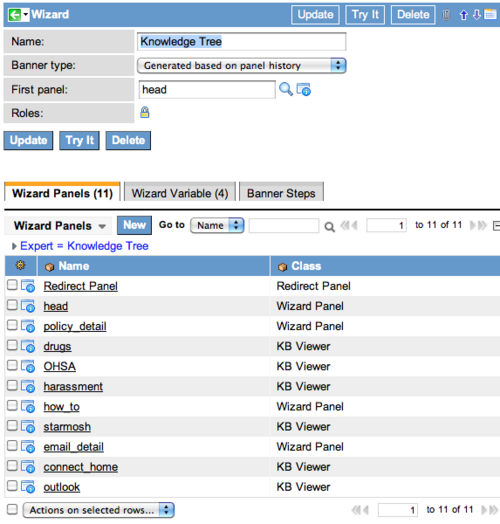 Wizard Update Try It Delete
Name: Knowledge Tree
Banner type: Generated based on panel history
First panel: head
Roles:
Update Try It Delete
Wizard Panels (11) Wizard Variable (4) Banner Steps
Wizard Panels New Go to Name 1 to 11 of 11
Expert = Knowledge Tree
Name Class
Redirect Panel Redirect Panel
head Wizard Panel
policy_detail Wizard Panel
drugs KB Viewer
OHSA KB Viewer
harassment KB Viewer
how_to Wizard Panel
starmosh KB Viewer
email_detail Wizard Panel
connect_home KB Viewer
outlook KB Viewer
Actions on selected rows... 1 to 11 of 11